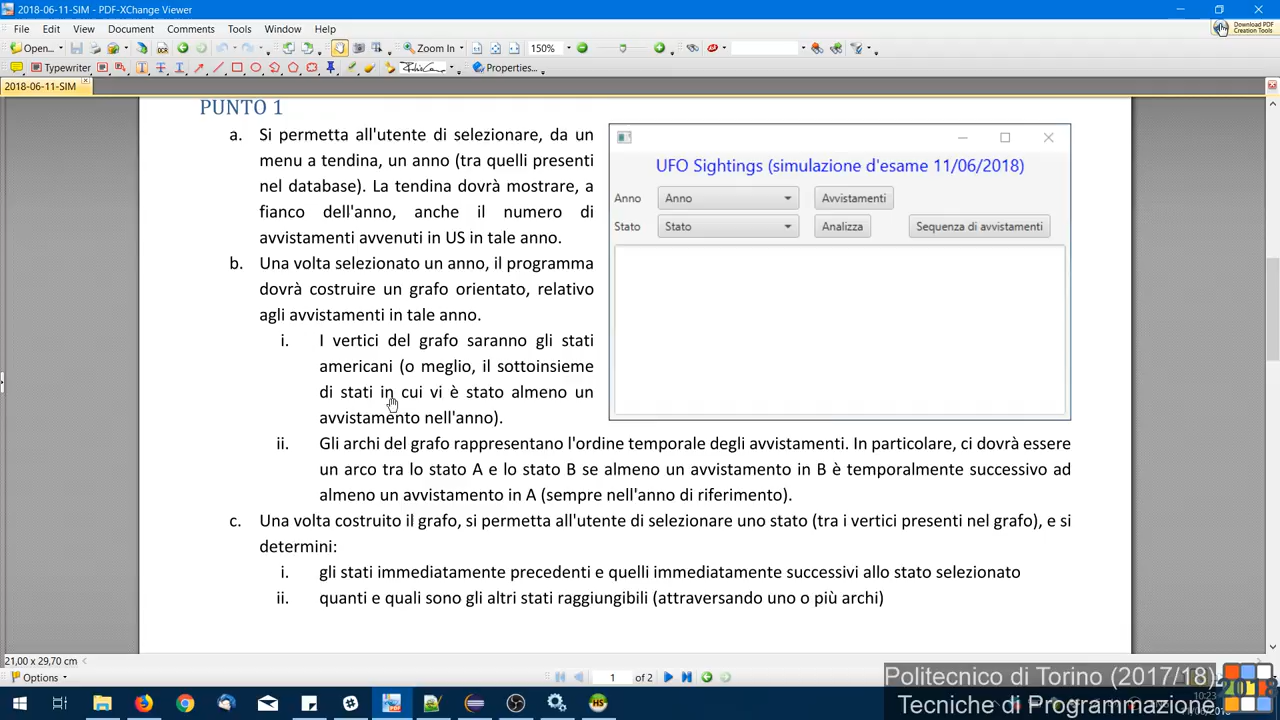 2018-06-11-SIM - PDF-XChange Viewer
File Edit View Document Comments Tools Window Help
Open... Zoom In 150%
Download PDF
Creation Tools
Typewriter Properties...
2018-06-11-SIM
PUNTO 1
a. Si permetta all'utente di selezionare, da un
menu a tendina, un anno (tra quelli presenti
nel database). La tendina dovrà mostrare, a
fianco dell'anno, anche il numero di
avvistamenti avvenuti in US in tale anno.
b. Una volta selezionato un anno, il programma
dovrà costruire un grafo orientato, relativo
agli avvistamenti in tale anno.
i. I vertici del grafo saranno gli stati
americani (o meglio, il sottoinsieme
di stati in cui vi è stato almeno un
avvistamento nell'anno).
UFO Sightings (simulazione d'esame 11/06/2018)
Anno Anno Avvistamenti
Stato Stato Analizza Sequenza di avvistamenti
ii. Gli archi del grafo rappresentano l'ordine temporale degli avvistamenti. In particolare, ci dovrà essere
un arco tra lo stato A e lo stato B se almeno un avvistamento in B è temporalmente successivo ad
almeno un avvistamento in A (sempre nell'anno di riferimento).
c. Una volta costruito il grafo, si permetta all'utente di selezionare uno stato (tra i vertici presenti nel grafo), e si
determini:
i. gli stati immediatamente precedenti e quelli immediatamente successivi allo stato selezionato
ii. quanti e quali sono gli altri stati raggiungibili (attraversando uno o più archi)
21,00 x 29,70 cm
Options 1 of 2
Politecnico di Torino (2017/18)
Tecniche di Programmazione
2018
10:23